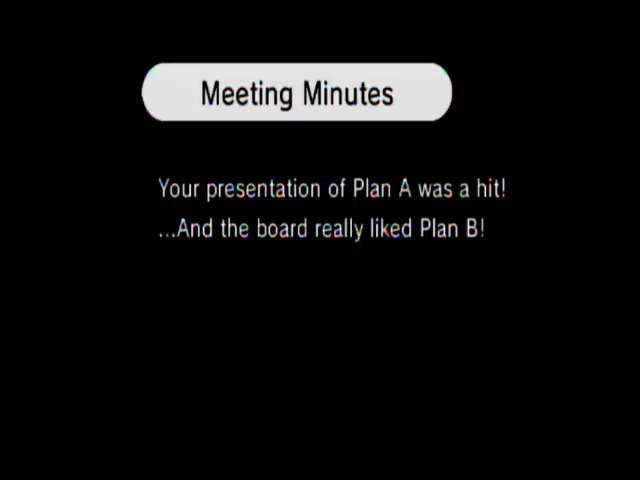 Meeting Minutes
Your presentation of Plan A was a hit!
...And the board really liked Plan B!